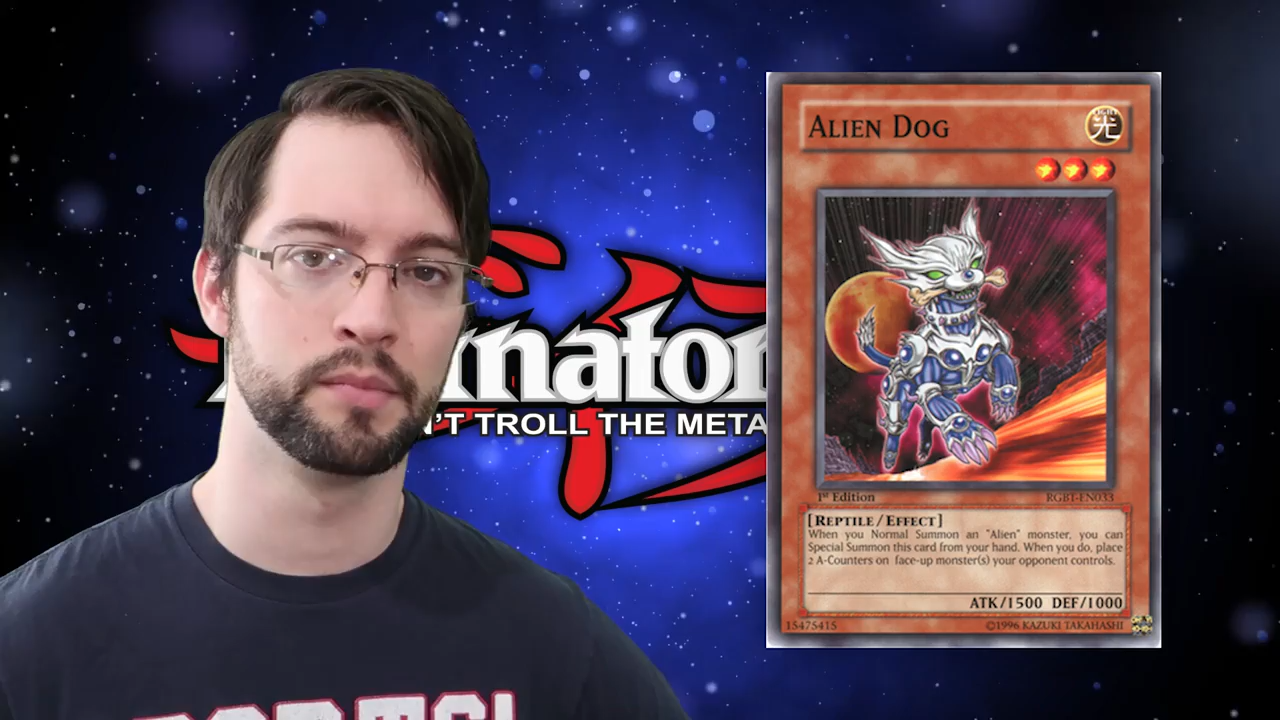 ALIEN DOG
LIGHT
光
1st Edition
RGBT-EN033
[REPTILE/EFFECT]
When you Normal Summon an "Alien" monster, you can
Special Summon this card from your hand. When you do, place
2 A-Counters on face-up monster(s) your opponent controls.
ATK/1500 DEF/1000
15475415
©1996 KAZUKI TAKAHASHI
'T TROLL THE META